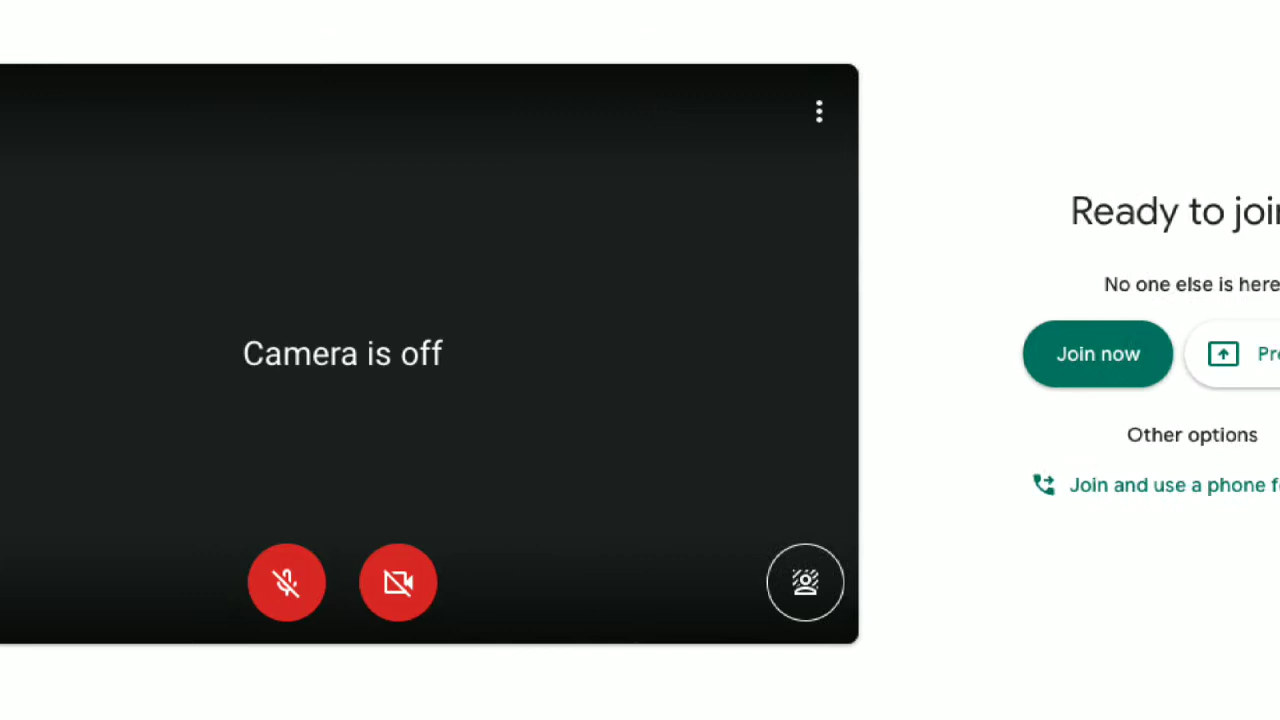 Camera is off
Ready to joi
No one else is here
Join now
Pre
Other options
Join and use a phone f